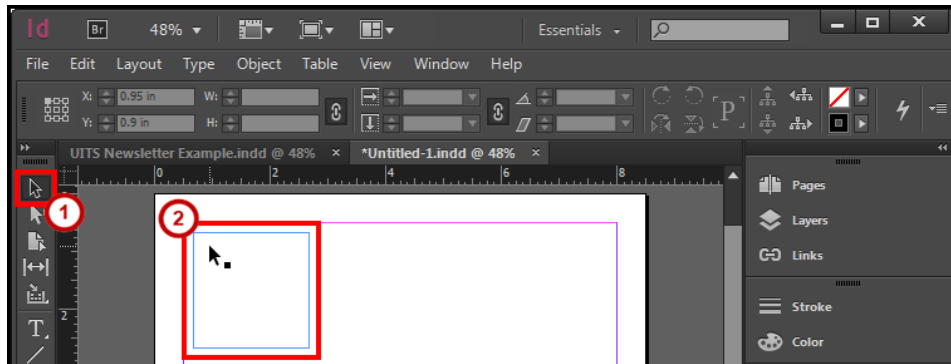 Id Br 48% Essentials
File Edit Layout Type Object Table View Window Help
X: 0.95 in W:
Y: 0.9 in H:
P
UITS Newsletter Example.indd @ 48% × *Untitled-1.indd @ 48% ×
0 2 4 6 8
1
2
2
T
Pages
Layers
Links
Stroke
Color